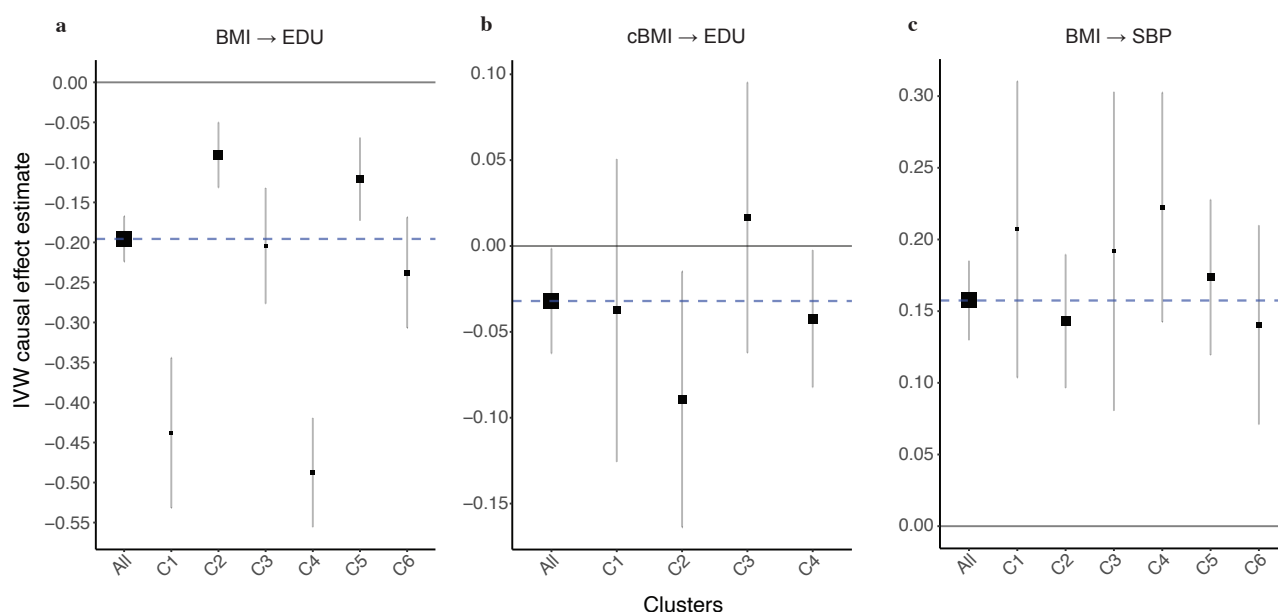 a
BMI → EDU
0.00
−0.05
−0.10
−0.15
−0.20
−0.25
−0.30
−0.35
−0.40
−0.45
−0.50
−0.55
IVW causal effect estimate
All C1 C2 C3 C4 C5 C6
b
cBMI → EDU
0.10
0.05
0.00
−0.05
−0.10
−0.15
All C1 C2 C3 C4
Clusters
c
BMI → SBP
0.30
0.25
0.20
0.15
0.10
0.05
0.00
All C1 C2 C3 C4 C5 C6